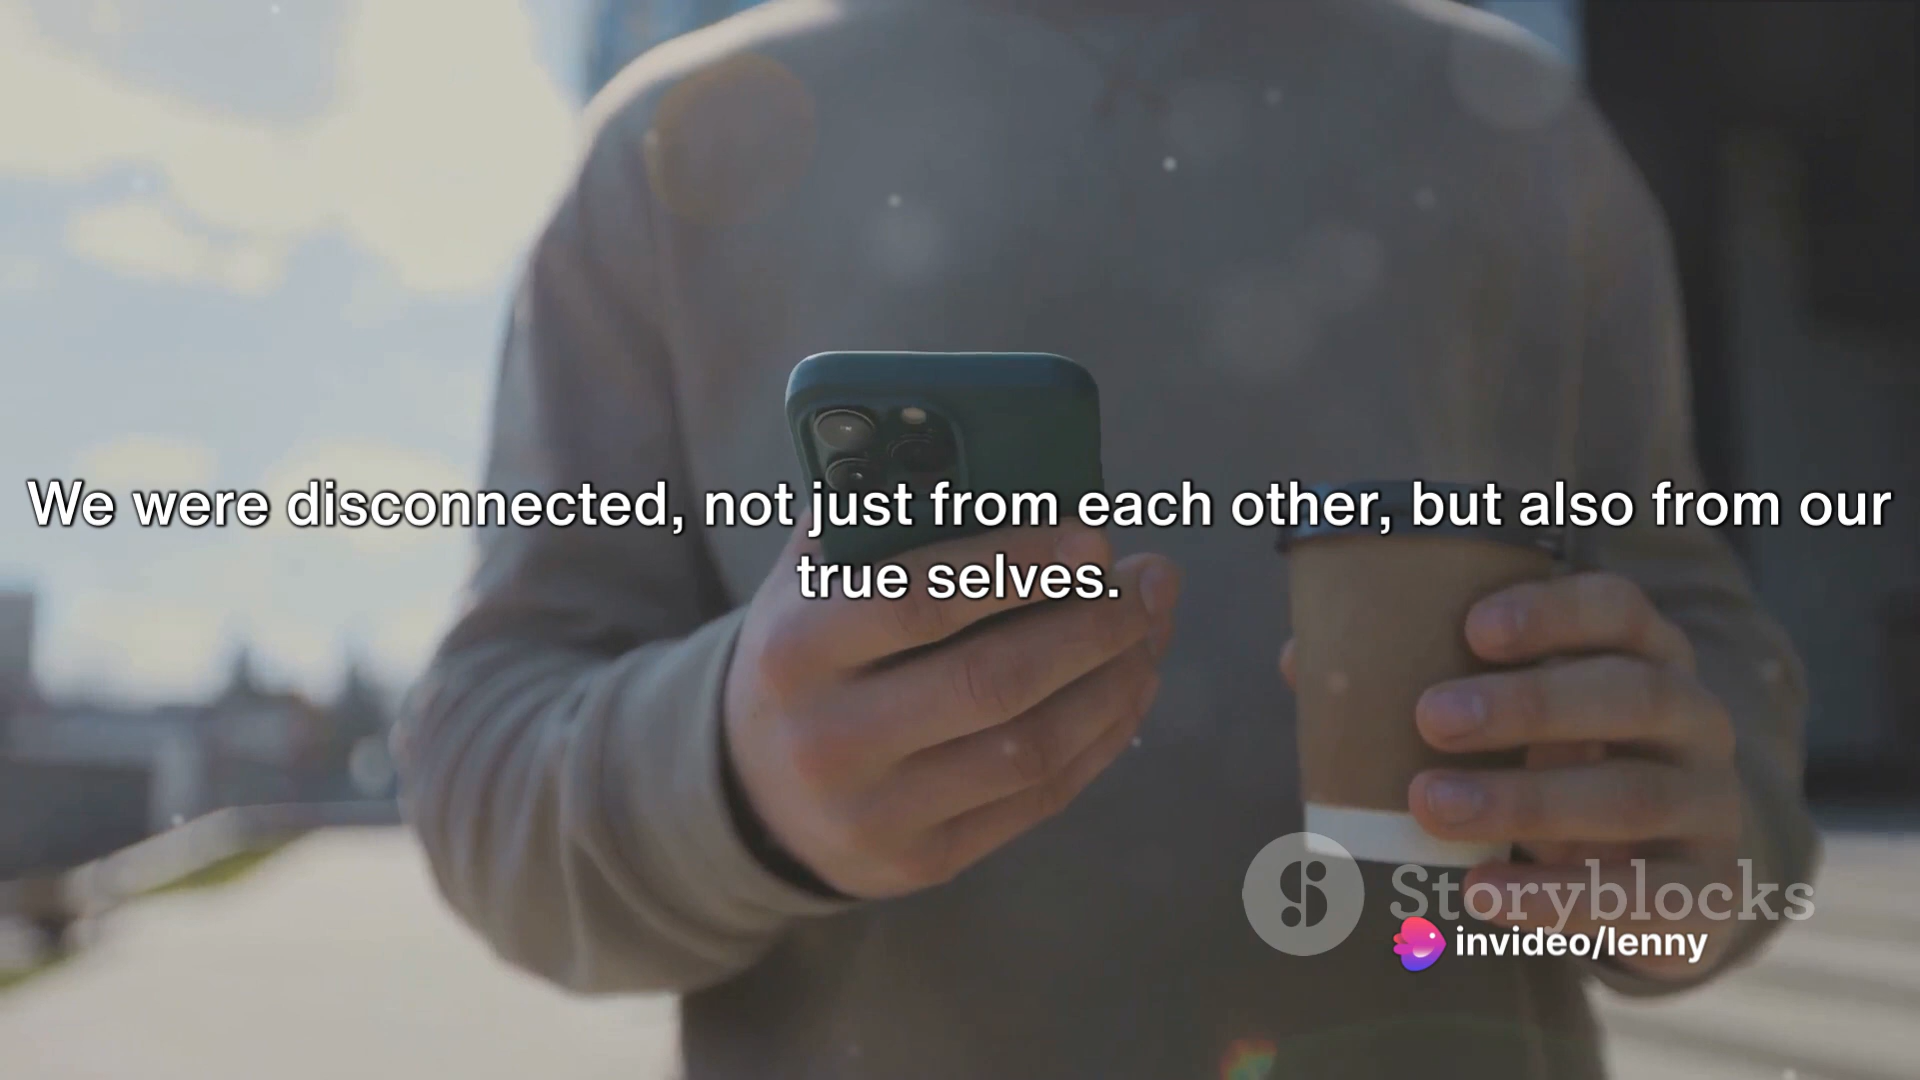 We were disconnected, not just from each other, but also from our
true selves.
Storyblocks
invideo/lenny